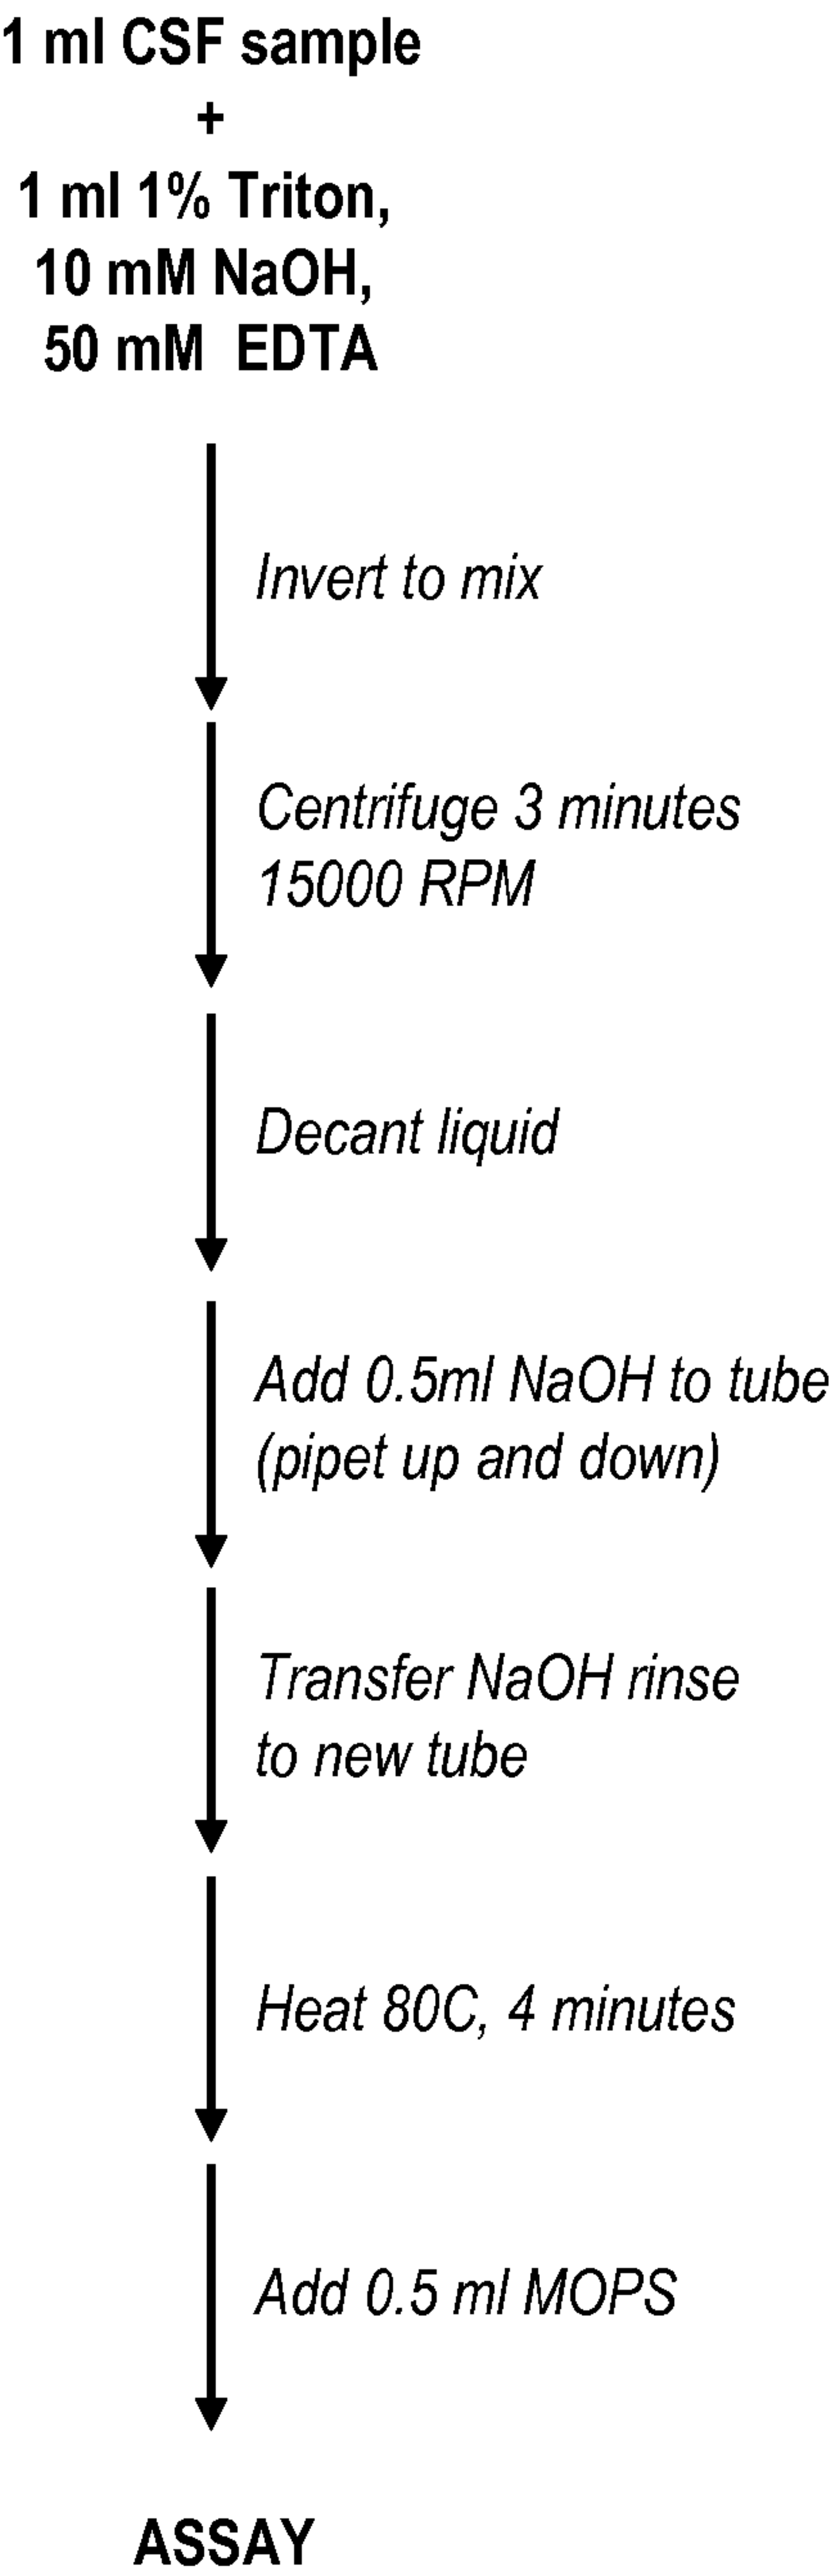 1 ml CSF sample
+
1 ml 1% Triton,
10 mM NaOH,
50 mM  EDTA
Invert to mix
Centrifuge 3 minutes
15000 RPM
Decant liquid
Add 0.5ml NaOH to tube
(pipet up and down)
Transfer NaOH rinse
to new tube
Heat 80C, 4 minutes
Add 0.5 ml MOPS
ASSAY